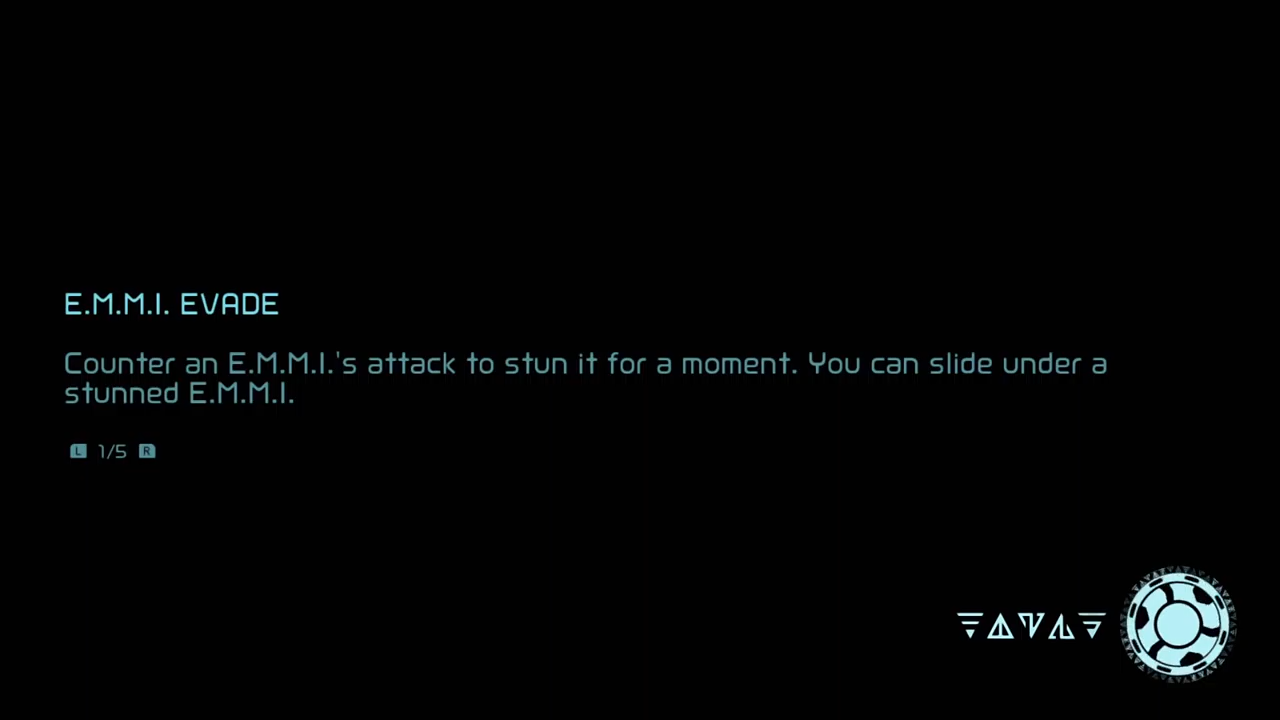 E.M.M.I. EVADE
Counter an E.M.M.I.'s attack to stun it for a moment. You can slide under a
stunned E.M.M.I.
L 1/5 R